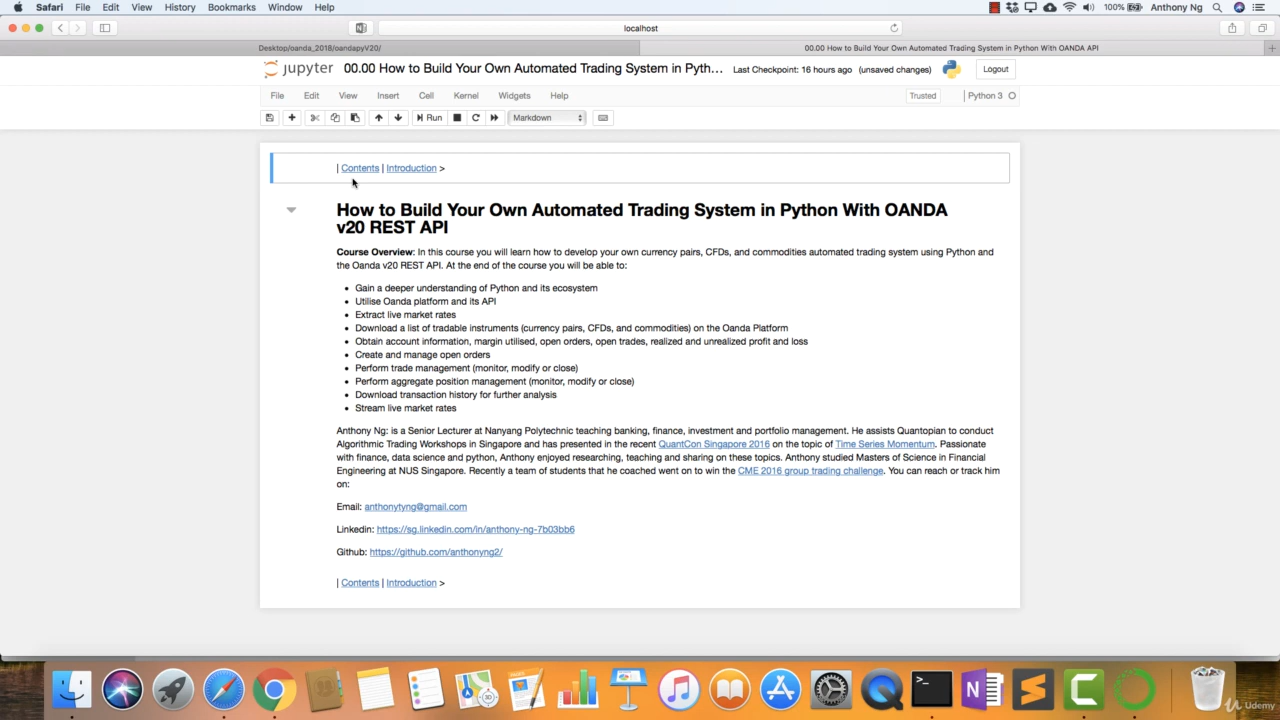 Safari File Edit View History Bookmarks Window Help 100% Anthony Ng
localhost
Desktop/oanda_2018/oandapyV20/ 00.00 How to Build Your Own Automated Trading System in Python With OANDA API
jupyter 00.00 How to Build Your Own Automated Trading System in Pyth... Last Checkpoint: 16 hours ago (unsaved changes) Logout
File Edit View Insert Cell Kernel Widgets Help Trusted | Python 3
Run Markdown
| Contents | Introduction >
How to Build Your Own Automated Trading System in Python With OANDA
v20 REST API
Course Overview: In this course you will learn how to develop your own currency pairs, CFDs, and commodities automated trading system using Python and
the Oanda v20 REST API. At the end of the course you will be able to:
• Gain a deeper understanding of Python and its ecosystem
• Utilise Oanda platform and its API
• Extract live market rates
• Download a list of tradable instruments (currency pairs, CFDs, and commodities) on the Oanda Platform
• Obtain account information, margin utilised, open orders, open trades, realized and unrealized profit and loss
• Create and manage open orders
• Perform trade management (monitor, modify or close)
• Perform aggregate position management (monitor, modify or close)
• Download transaction history for further analysis
• Stream live market rates
Anthony Ng: is a Senior Lecturer at Nanyang Polytechnic teaching banking, finance, investment and portfolio management. He assists Quantopian to conduct
Algorithmic Trading Workshops in Singapore and has presented in the recent QuantCon Singapore 2016 on the topic of Time Series Momentum. Passionate
with finance, data science and python, Anthony enjoyed researching, teaching and sharing on these topics. Anthony studied Masters of Science in Financial
Engineering at NUS Singapore. Recently a team of students that he coached went on to win the CME 2016 group trading challenge. You can reach or track him
on:
Email: anthonytyng@gmail.com
Linkedin: https://sg.linkedin.com/in/anthony-ng-7b03bb6
Github: https://github.com/anthonyng2/
| Contents | Introduction >
Udemy